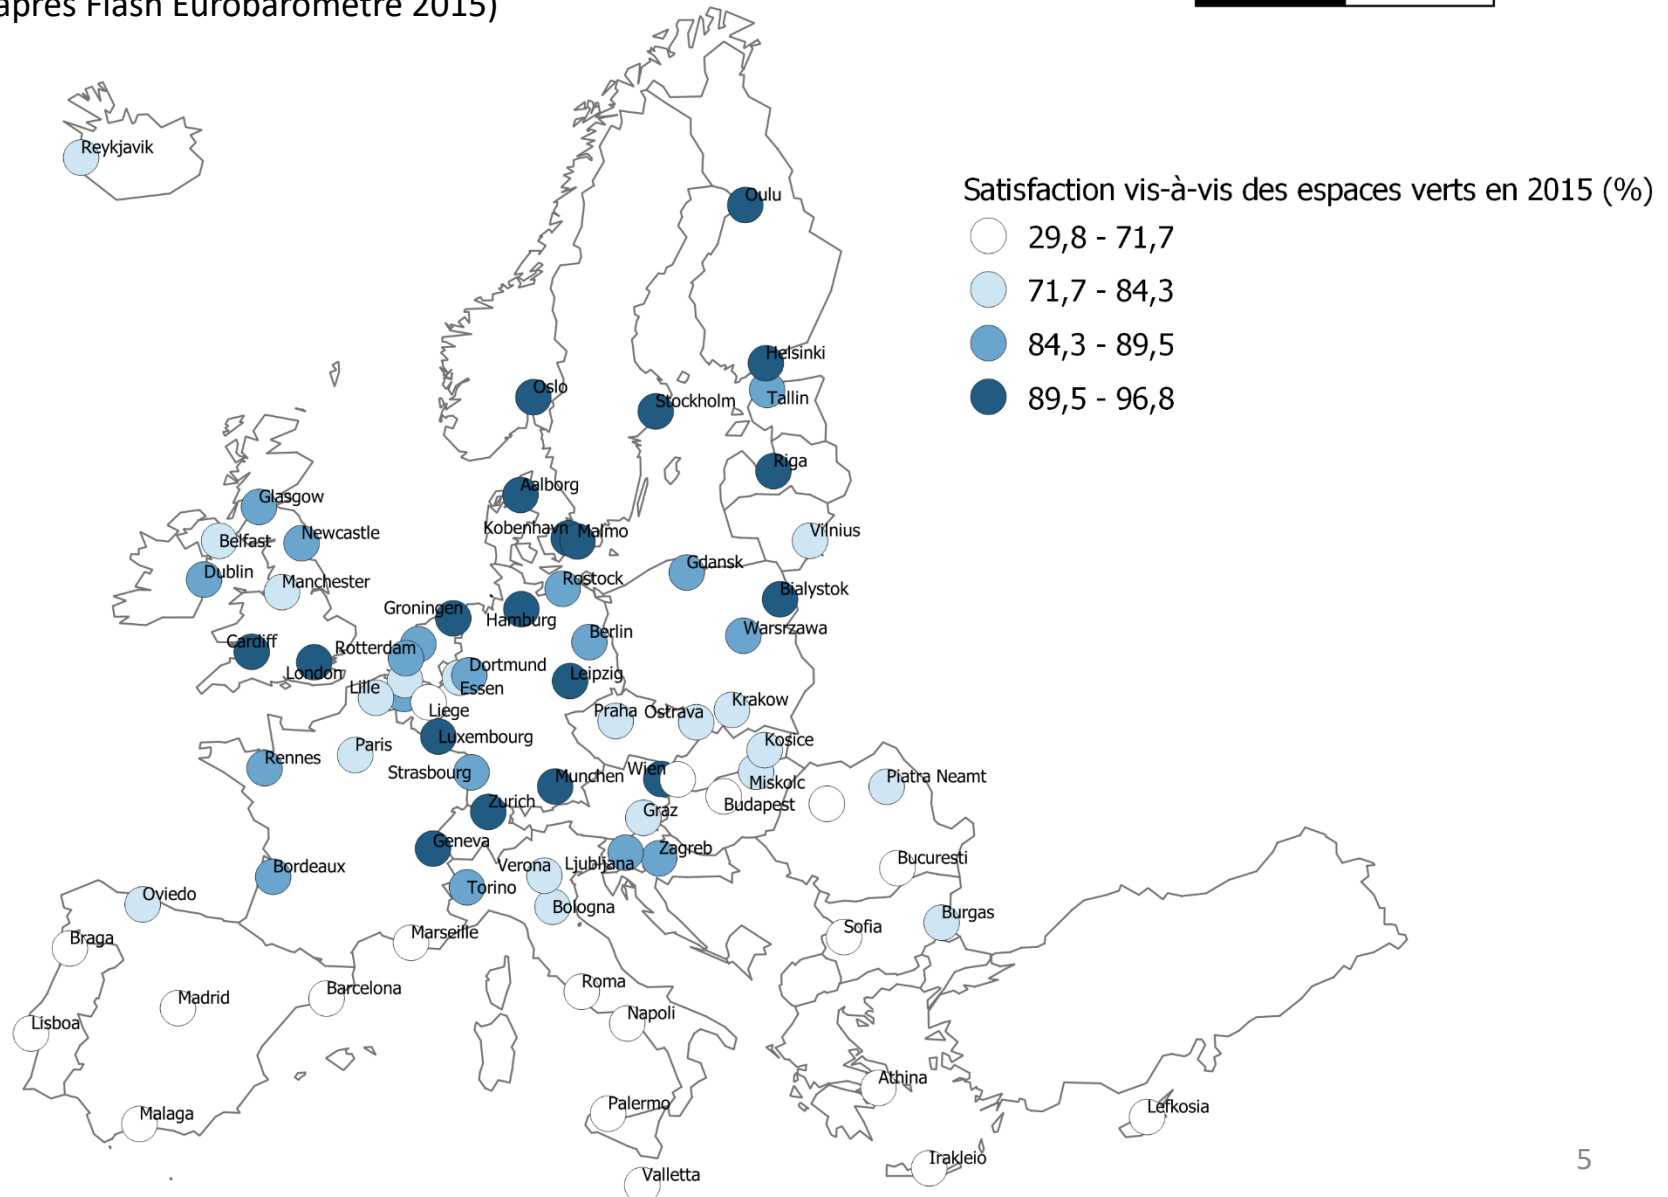 après Flash Eurobaromètre 2015)
Reykjavik
Oulu
Satisfaction vis-à-vis des espaces verts en 2015 (%)
29,8 - 71,7
71,7 - 84,3
84,3 - 89,5
89,5 - 96,8
Helsinki
Tallin
Oslo
Stockholm
Riga
Aalborg
Glasgow
Kobenhavn
Malmo
Newcastle
Belfast
Vilnius
Gdansk
Dublin
Manchester
Rostock
Bialystok
Groningen
Hamburg
Warsrzawa
Berlin
Cardiff
Rotterdam
London
Dortmund
Leipzig
Lille
Essen
Liege
Praha
Ostrava
Krakow
Luxembourg
Kosice
Paris
Rennes
Strasbourg
Munchen
Wien
Miskolc
Piatra Neamt
Zurich
Budapest
Graz
Geneva
Zagreb
Verona
Ljubljana
Bucuresti
Bordeaux
Torino
Oviedo
Bologna
Burgas
Sofia
Marseille
Braga
Roma
Barcelona
Madrid
Napoli
Lisboa
Athina
Palermo
Lefkosia
Malaga
Irakleio
5
Valletta